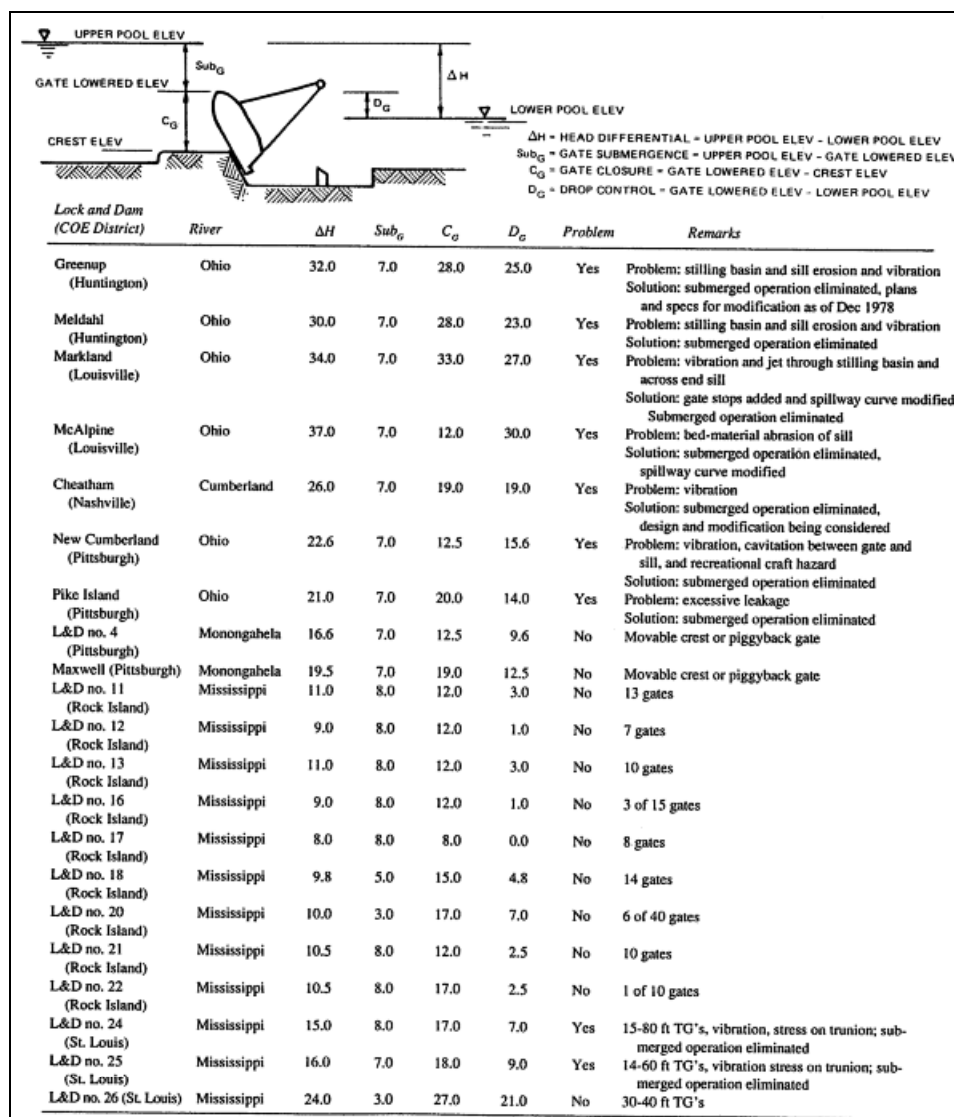 UPPER POOL ELEV
Sub_G
GATE LOWERED ELEV
ΔH
D_G
LOWER POOL ELEV
C_G
CREST ELEV
ΔH = HEAD DIFFERENTIAL = UPPER POOL ELEV - LOWER POOL ELEV
Sub_G = GATE SUBMERGENCE = UPPER POOL ELEV - GATE LOWERED ELEV
C_G = GATE CLOSURE = GATE LOWERED ELEV - CREST ELEV
D_G = DROP CONTROL = GATE LOWERED ELEV - LOWER POOL ELEV
Lock and Dam
(COE District) River ΔH Sub_G C_G D_G Problem Remarks
Greenup Ohio 32.0 7.0 28.0 25.0 Yes Problem: stilling basin and sill erosion and vibration
(Huntington) Solution: submerged operation eliminated, plans
and specs for modification as of Dec 1978
Meldahl Ohio 30.0 7.0 28.0 23.0 Yes Problem: stilling basin and sill erosion and vibration
(Huntington) Solution: submerged operation eliminated
Markland Ohio 34.0 7.0 33.0 27.0 Yes Problem: vibration and jet through stilling basin and
(Louisville) across end sill
Solution: gate stops added and spillway curve modified
Submerged operation eliminated
McAlpine Ohio 37.0 7.0 12.0 30.0 Yes Problem: bed-material abrasion of sill
(Louisville) Solution: submerged operation eliminated,
spillway curve modified
Cheatham Cumberland 26.0 7.0 19.0 19.0 Yes Problem: vibration
(Nashville) Solution: submerged operation eliminated,
design and modification being considered
New Cumberland Ohio 22.6 7.0 12.5 15.6 Yes Problem: vibration, cavitation between gate and
(Pittsburgh) sill, and recreational craft hazard
Solution: submerged operation eliminated
Pike Island Ohio 21.0 7.0 20.0 14.0 Yes Problem: excessive leakage
(Pittsburgh) Solution: submerged operation eliminated
L&D no. 4 Monongahela 16.6 7.0 12.5 9.6 No Movable crest or piggyback gate
(Pittsburgh)
Maxwell (Pittsburgh) Monongahela 19.5 7.0 19.0 12.5 No Movable crest or piggyback gate
L&D no. 11 Mississippi 11.0 8.0 12.0 3.0 No 13 gates
(Rock Island)
L&D no. 12 Mississippi 9.0 8.0 12.0 1.0 No 7 gates
(Rock Island)
L&D no. 13 Mississippi 11.0 8.0 12.0 3.0 No 10 gates
(Rock Island)
L&D no. 16 Mississippi 9.0 8.0 12.0 1.0 No 3 of 15 gates
(Rock Island)
L&D no. 17 Mississippi 8.0 8.0 8.0 0.0 No 8 gates
(Rock Island)
L&D no. 18 Mississippi 9.8 5.0 15.0 4.8 No 14 gates
(Rock Island)
L&D no. 20 Mississippi 10.0 3.0 17.0 7.0 No 6 of 40 gates
(Rock Island)
L&D no. 21 Mississippi 10.5 8.0 12.0 2.5 No 10 gates
(Rock Island)
L&D no. 22 Mississippi 10.5 8.0 17.0 2.5 No 1 of 10 gates
(Rock Island)
L&D no. 24 Mississippi 15.0 8.0 17.0 7.0 Yes 15-80 ft TG's, vibration, stress on trunion; sub-
(St. Louis) merged operation eliminated
L&D no. 25 Mississippi 16.0 7.0 18.0 9.0 Yes 14-60 ft TG's, vibration stress on trunion; sub-
(St. Louis) merged operation eliminated
L&D no. 26 (St. Louis) Mississippi 24.0 3.0 27.0 21.0 No 30-40 ft TG's